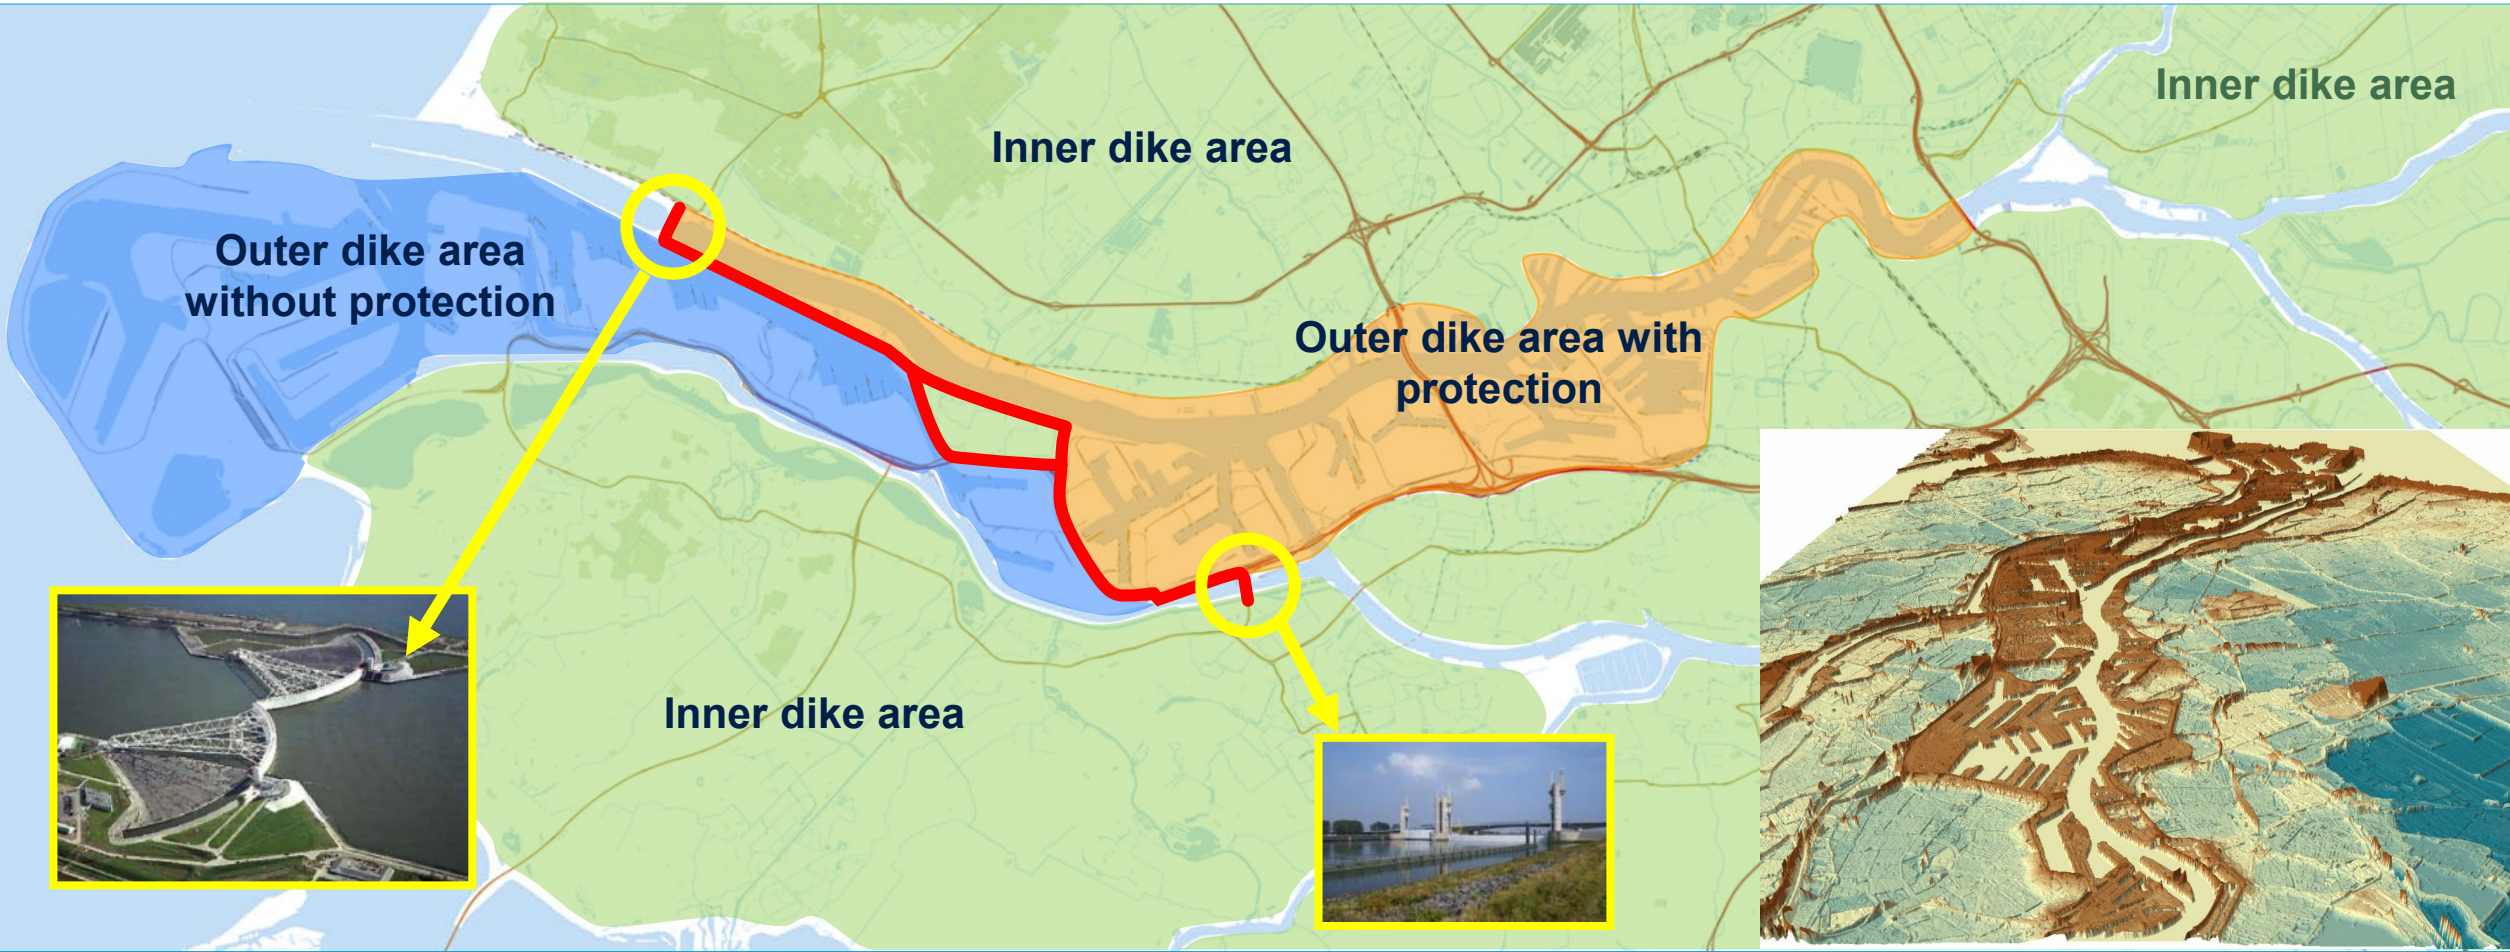 Inner dike area
Inner dike area
Outer dike area
without protection
Outer dike area with
protection
Inner dike area